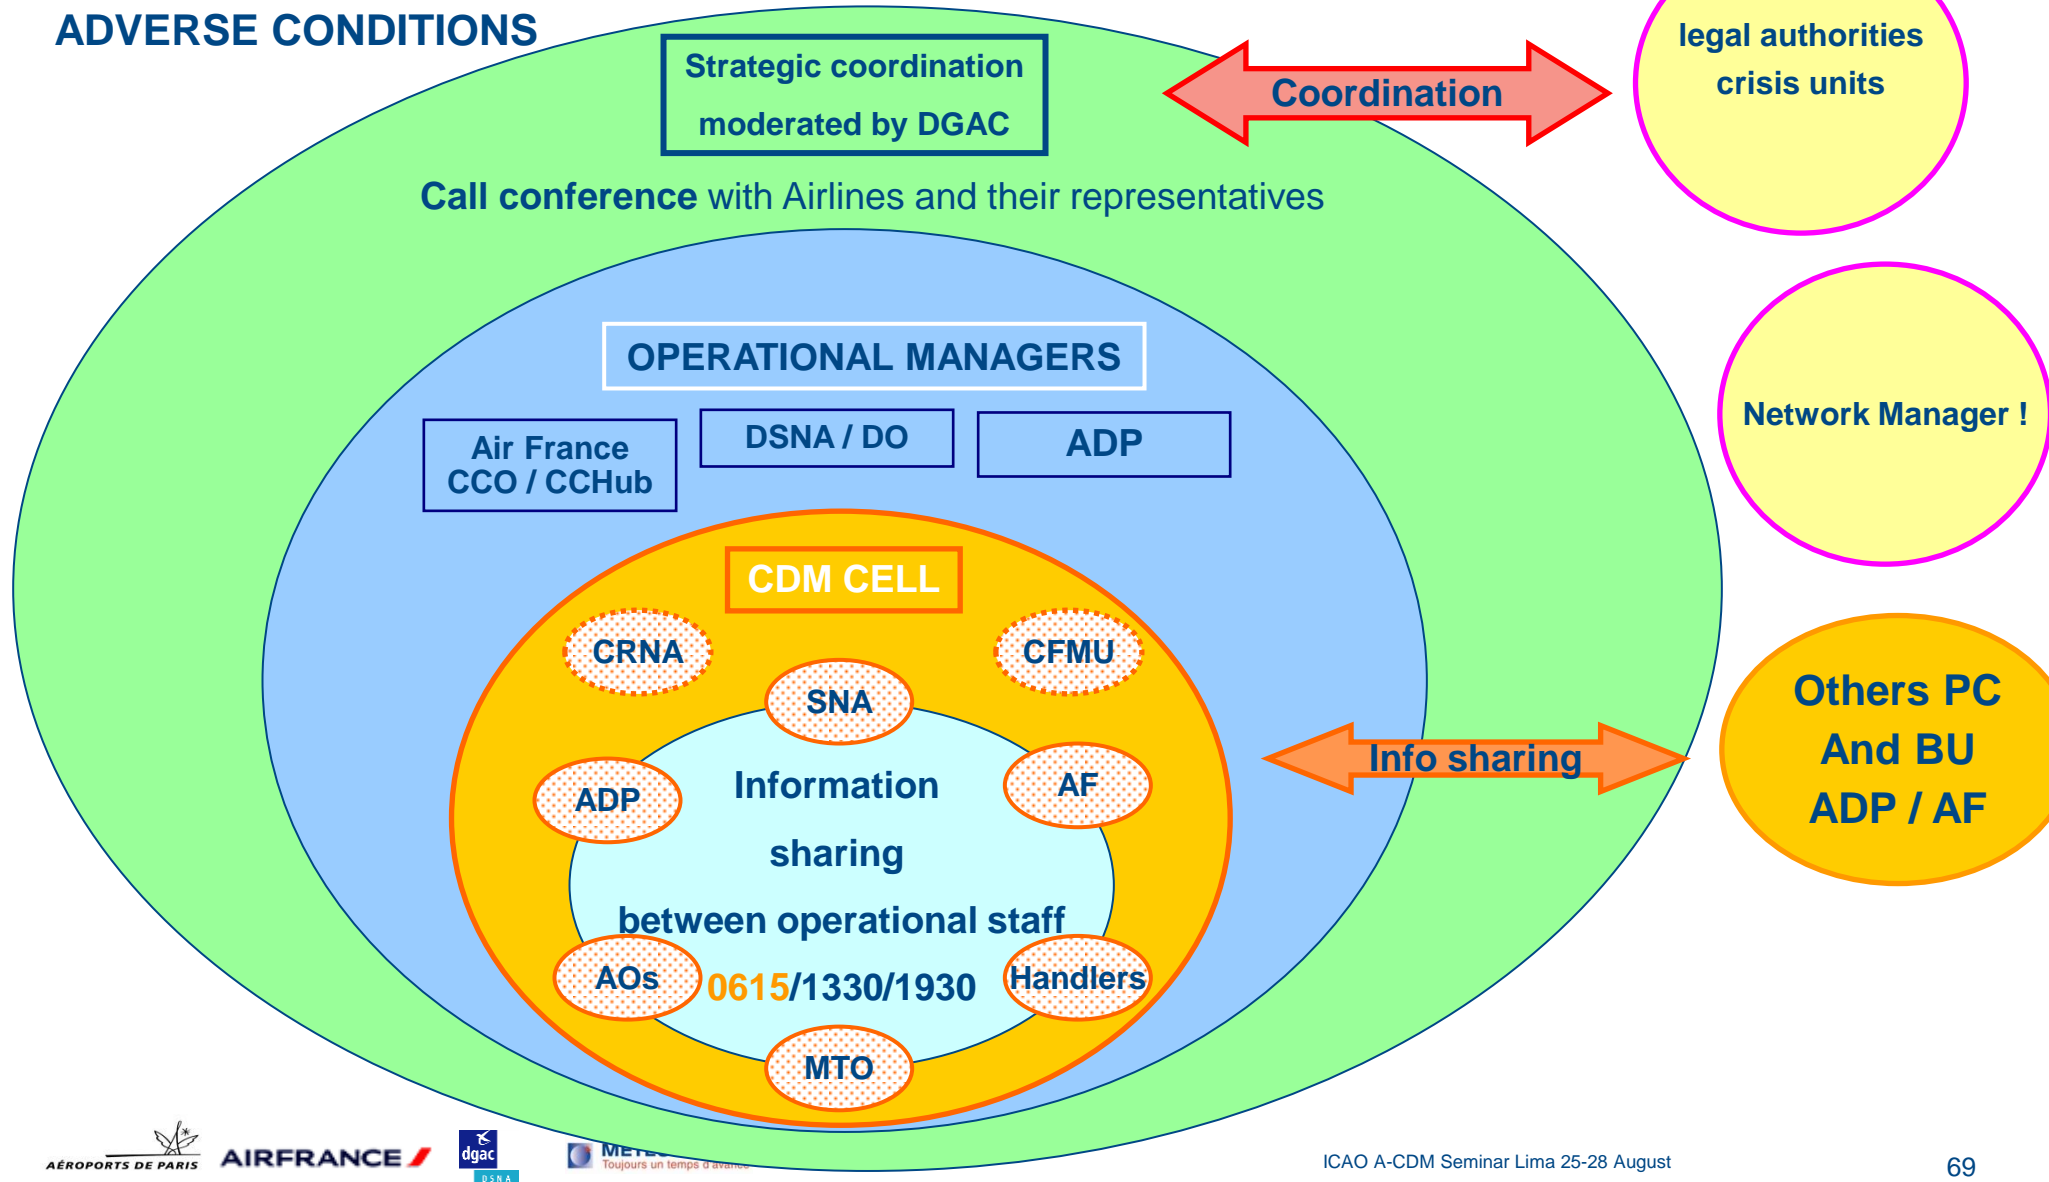 ADVERSE CONDITIONS
legal authorities
crisis units
Strategic coordination
moderated by DGAC
Coordination
Call conference with Airlines and their representatives
OPERATIONAL MANAGERS
Network Manager !
Air France
CCO / CCHub
DSNA / DO
ADP
CDM CELL
CRNA
CFMU
SNA
ADP
AF
Information
sharing
between operational staff
0615/1330/1930
Info sharing
Others PC
And BU
ADP / AF
AOs
Handlers
MTO
AÉROPORTS DE PARIS
AIRFRANCE
dgac
DSNA
Toujours un temps d'avance
ICAO A-CDM Seminar Lima 25-28 August
69